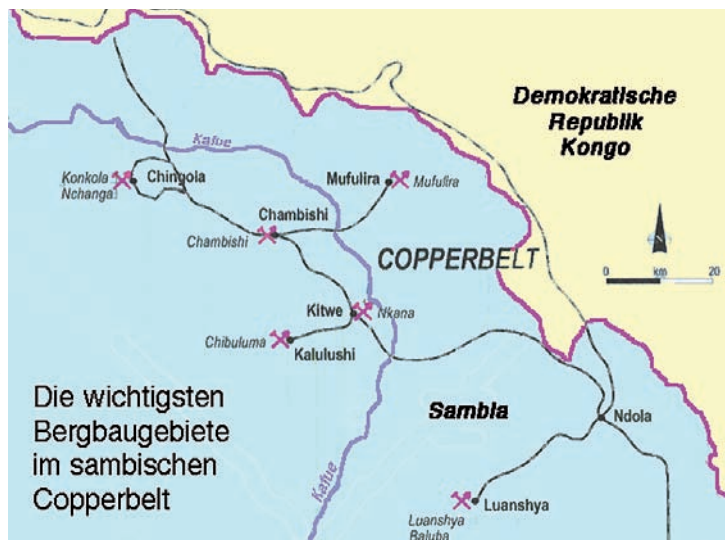 Demokratische
Republik
Kongo
Kafue
Konkola
Nchanga
Chingola
Mufulira
Mufulira
Chambishi
Chambishi
COPPERBELT
N
0 km 20
Kitwe
Nkana
Chibuluma
Kalulushi
Die wichtigsten
Bergbaugebiete
im sambischen
Copperbelt
Sambia
Ndola
Kafue
Luanshya
Luanshya
Baluba